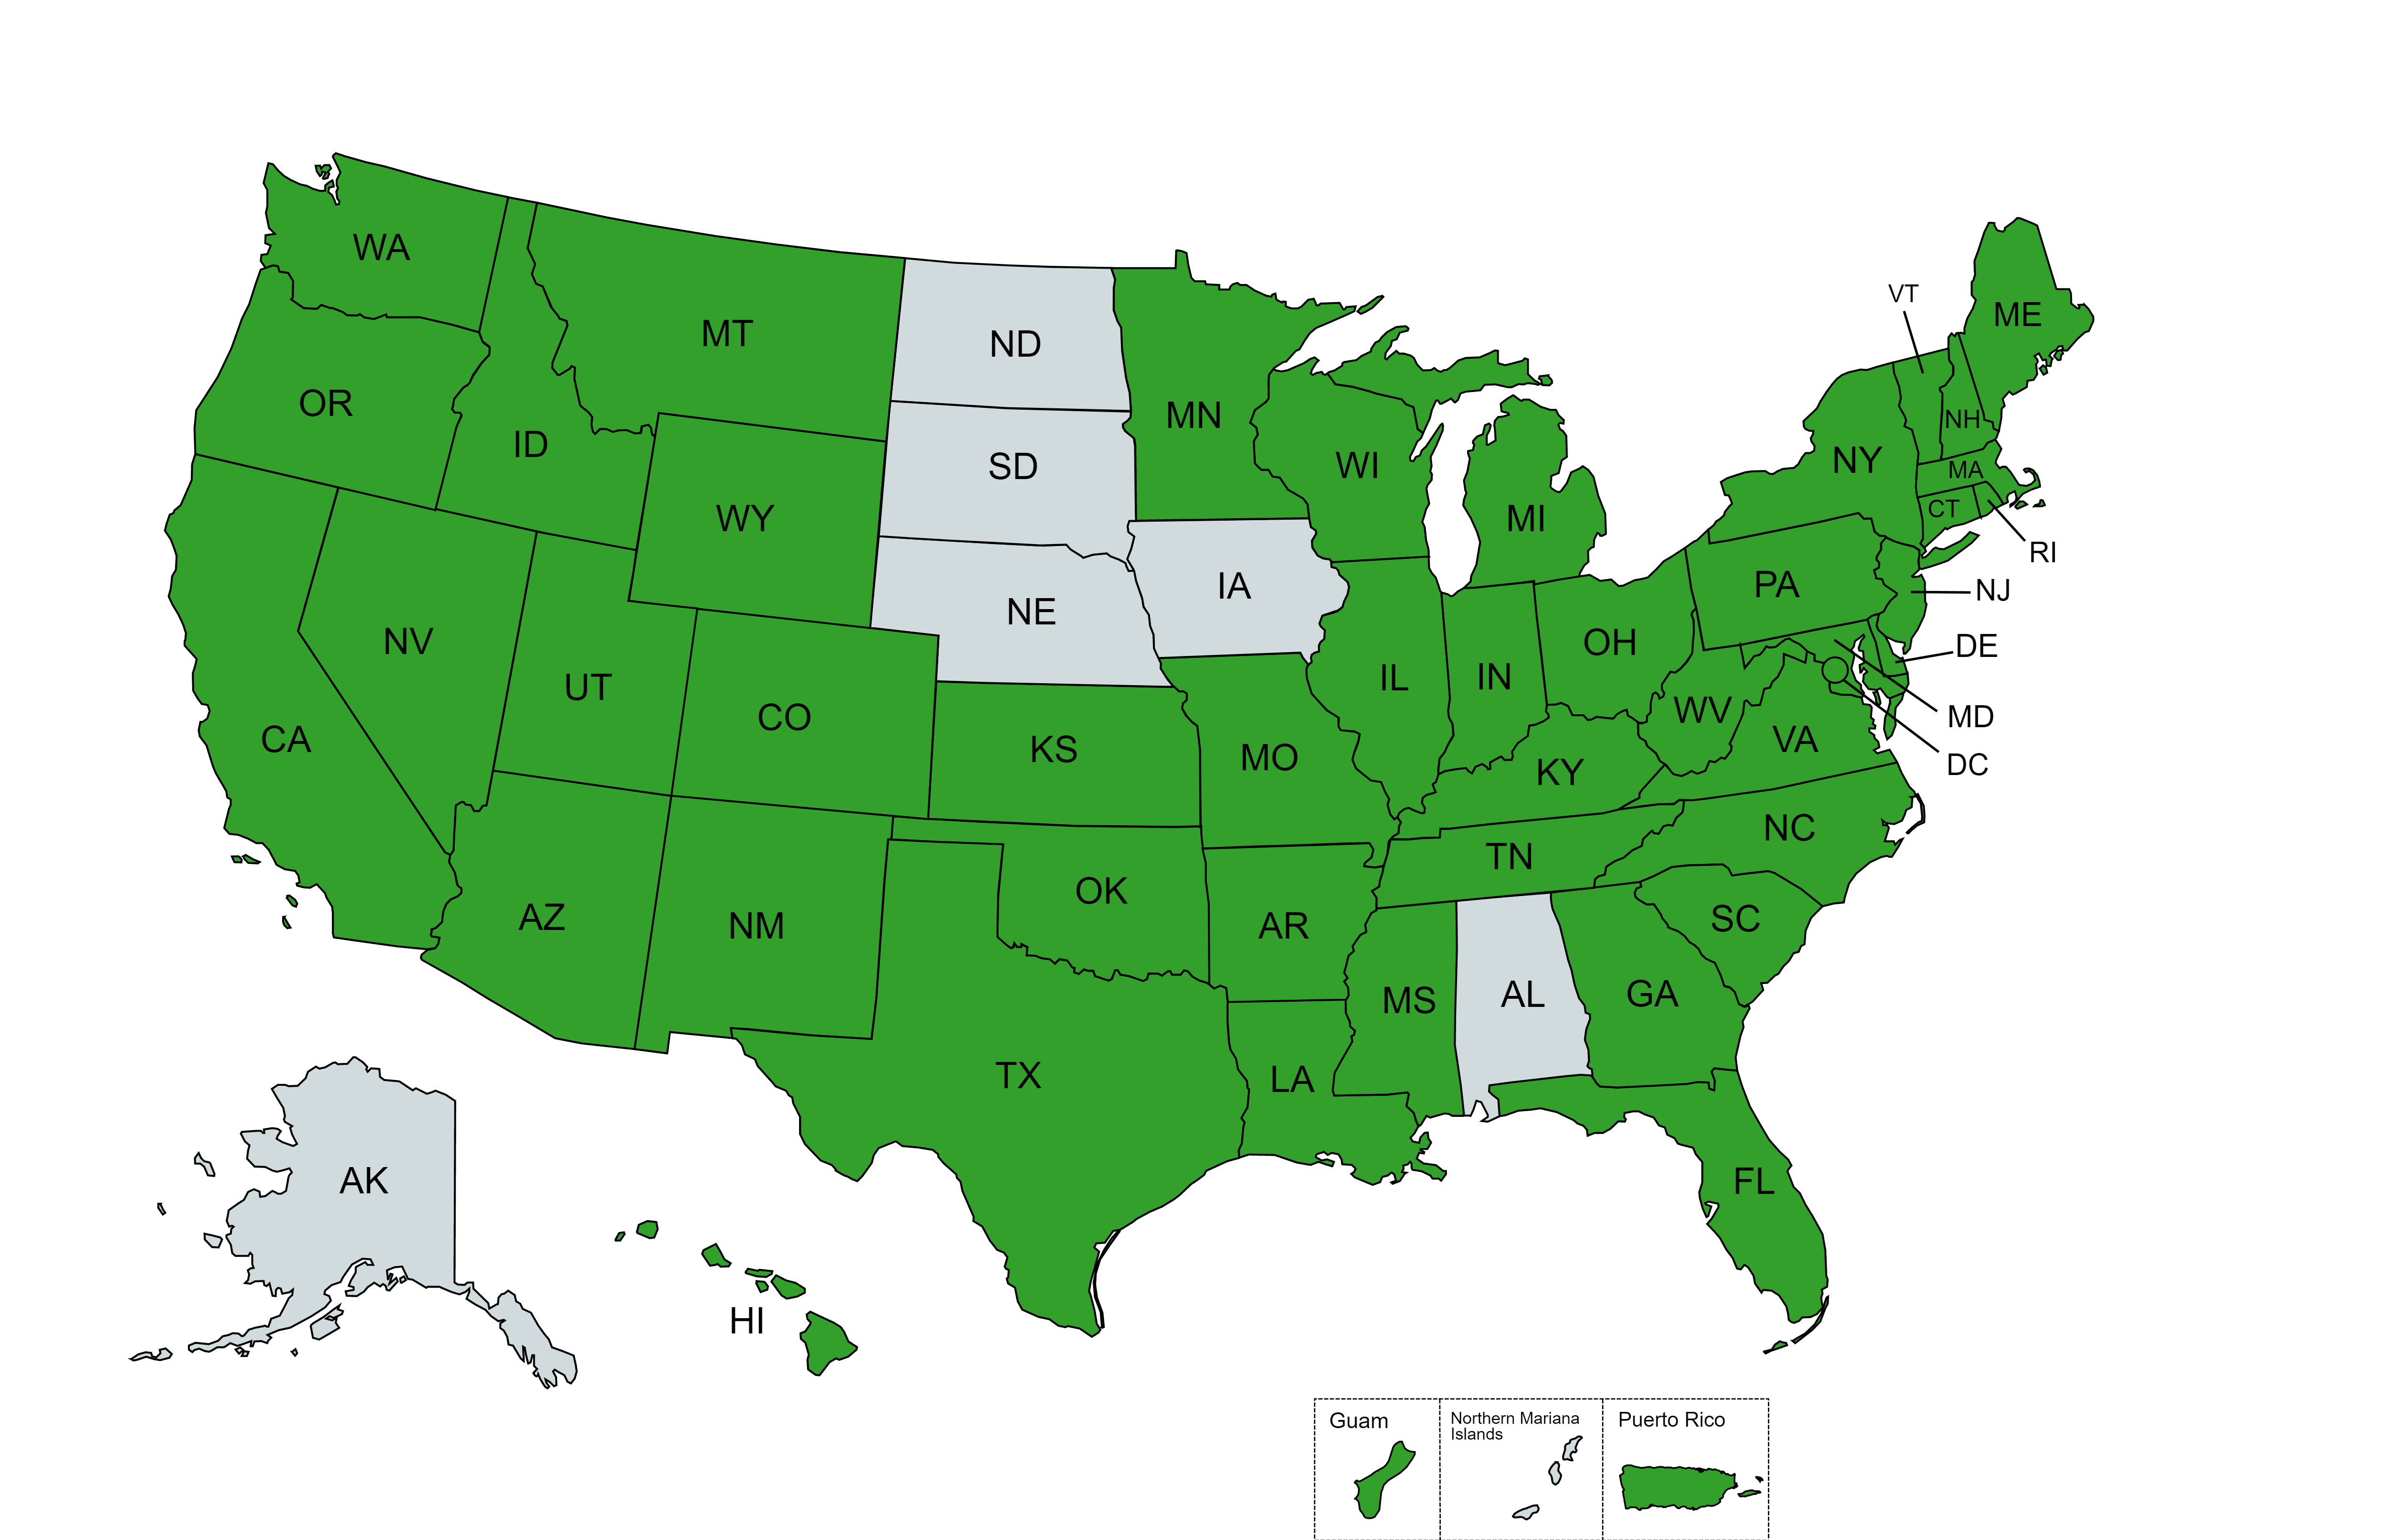 WA
MT
ND
VT
ME
OR
ID
MN
NH
SD
WI
NY
MA
WY
MI
CT
RI
IA
PA
NJ
NE
NV
OH
DE
UT
IL
IN
CO
WV
MD
CA
KS
MO
VA
KY
DC
NC
TN
OK
AZ
NM
AR
SC
MS
AL
GA
TX
LA
AK
FL
HI
Guam
Northern Mariana
Islands
Puerto Rico